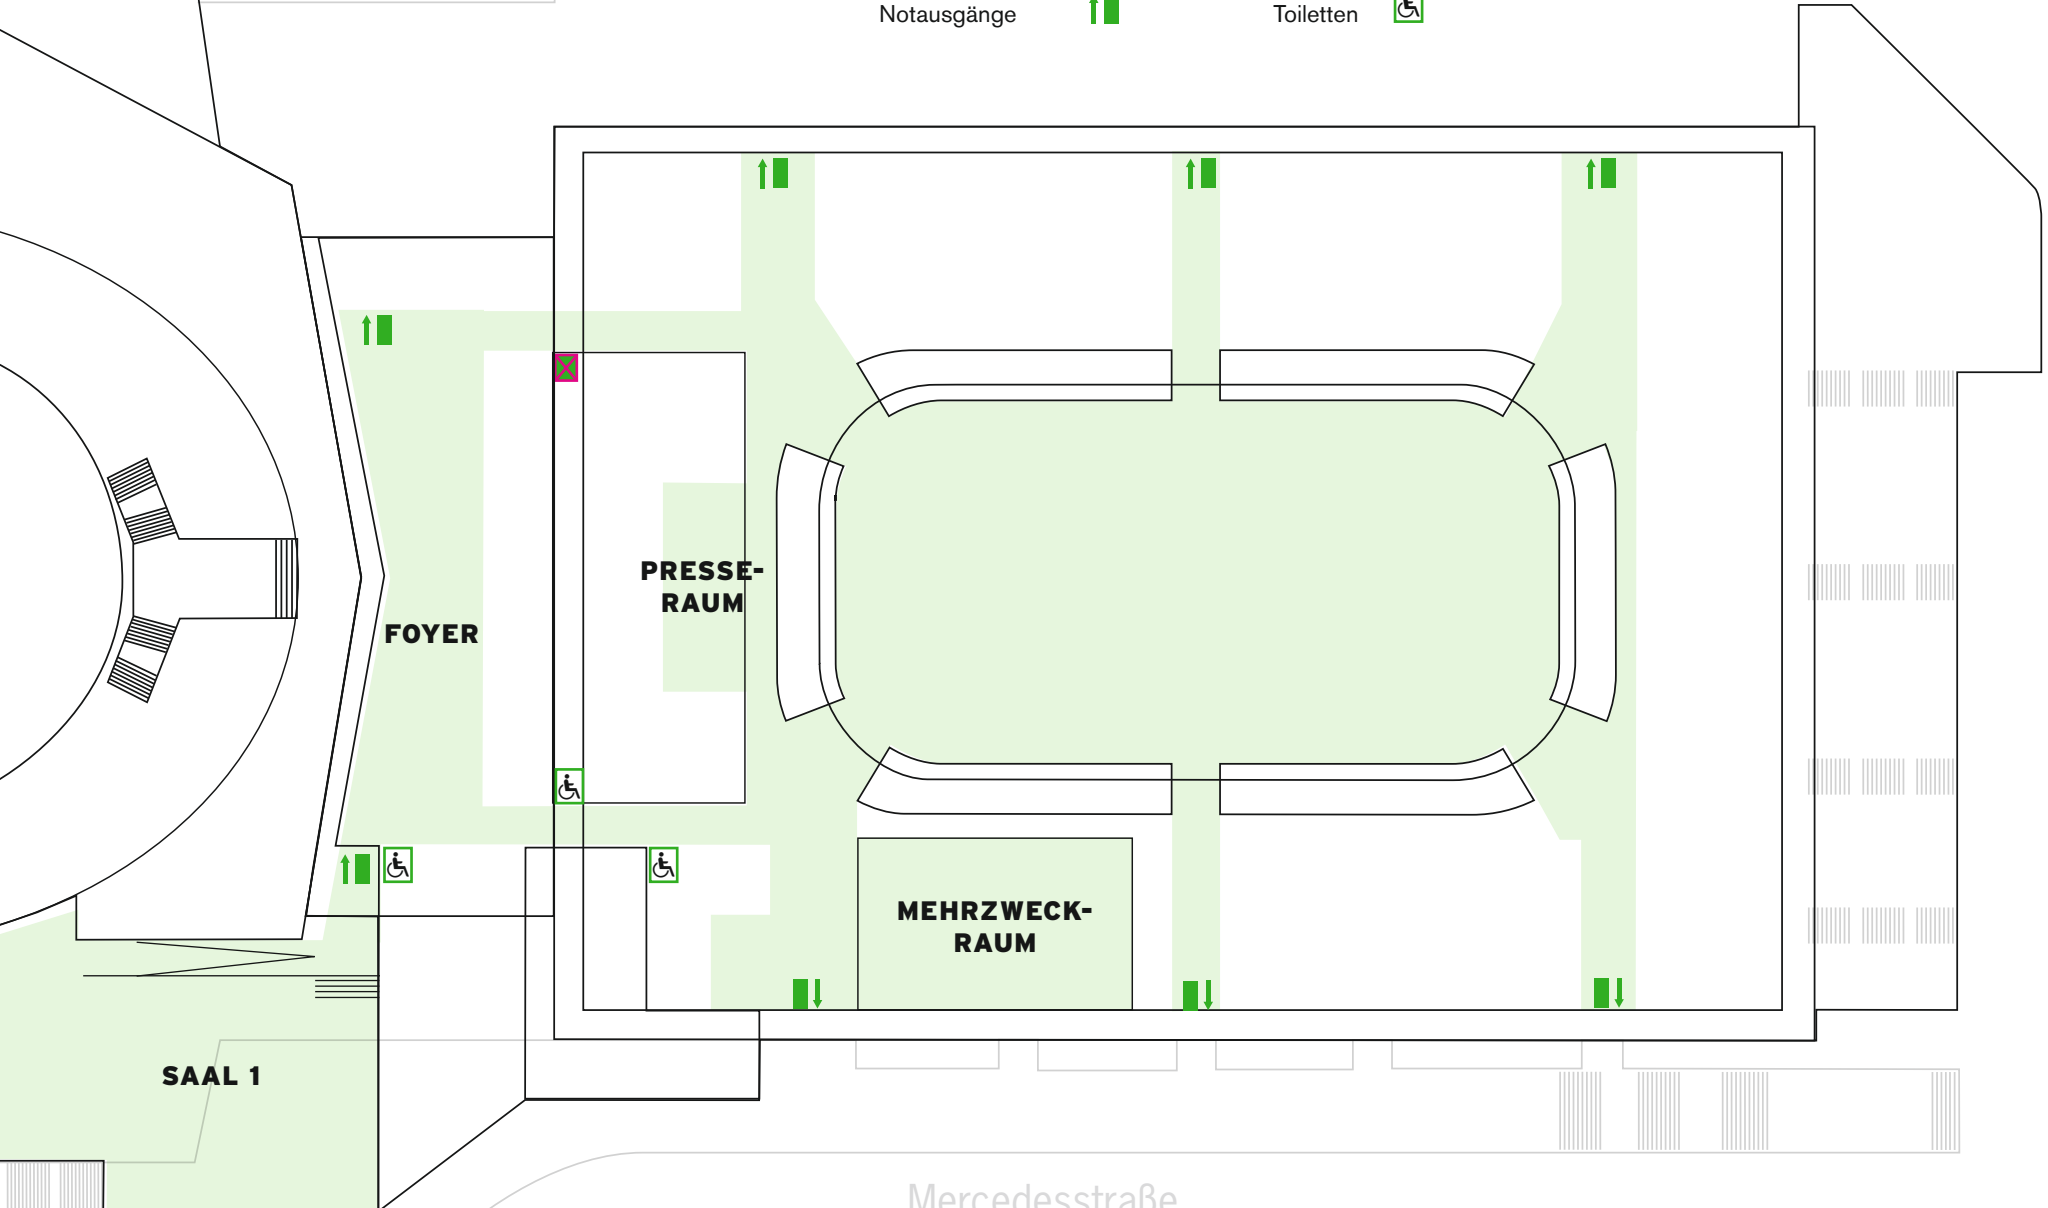 Notausgänge
Toiletten
PRESSE-
RAUM
FOYER
MEHRZWECK-
RAUM
SAAL 1
Mercedesstraße